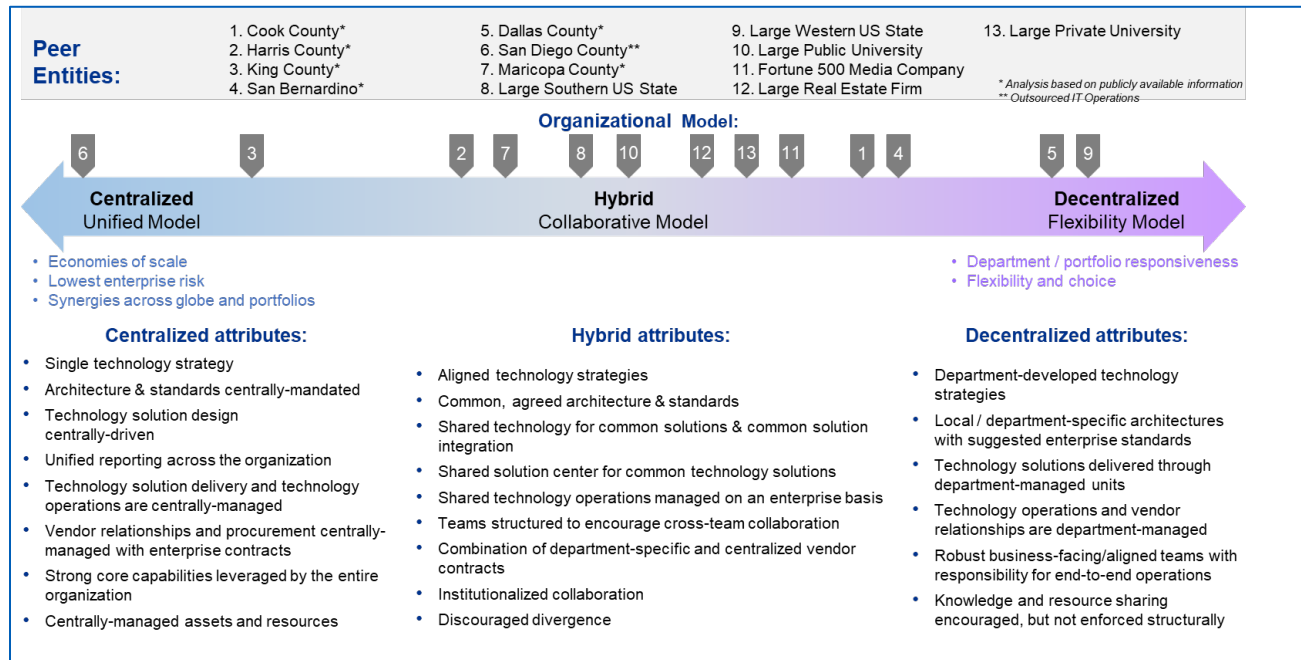 Peer
Entities:
1. Cook County*
2. Harris County*
3. King County*
4. San Bernardino*
5. Dallas County*
6. San Diego County**
7. Maricopa County*
8. Large Southern US State
9. Large Western US State
10. Large Public University
11. Fortune 500 Media Company
12. Large Real Estate Firm
13. Large Private University
* Analysis based on publicly available information
** Outsourced IT Operations
Organizational Model:
6 3 2 7 8 10 12 13 11 1 4 5 9
Centralized
Unified Model
Hybrid
Collaborative Model
Decentralized
Flexibility Model
• Economies of scale
• Lowest enterprise risk
• Synergies across globe and portfolios
• Department / portfolio responsiveness
• Flexibility and choice
Centralized attributes:
• Single technology strategy
• Architecture & standards centrally-mandated
• Technology solution design
centrally-driven
• Unified reporting across the organization
• Technology solution delivery and technology
operations are centrally-managed
• Vendor relationships and procurement centrally-
managed with enterprise contracts
• Strong core capabilities leveraged by the entire
organization
• Centrally-managed assets and resources
Hybrid attributes:
• Aligned technology strategies
• Common, agreed architecture & standards
• Shared technology for common solutions & common solution
integration
• Shared solution center for common technology solutions
• Shared technology operations managed on an enterprise basis
• Teams structured to encourage cross-team collaboration
• Combination of department-specific and centralized vendor
contracts
• Institutionalized collaboration
• Discouraged divergence
Decentralized attributes:
• Department-developed technology
strategies
• Local / department-specific architectures
with suggested enterprise standards
• Technology solutions delivered through
department-managed units
• Technology operations and vendor
relationships are department-managed
• Robust business-facing/aligned teams with
responsibility for end-to-end operations
• Knowledge and resource sharing
encouraged, but not enforced structurally